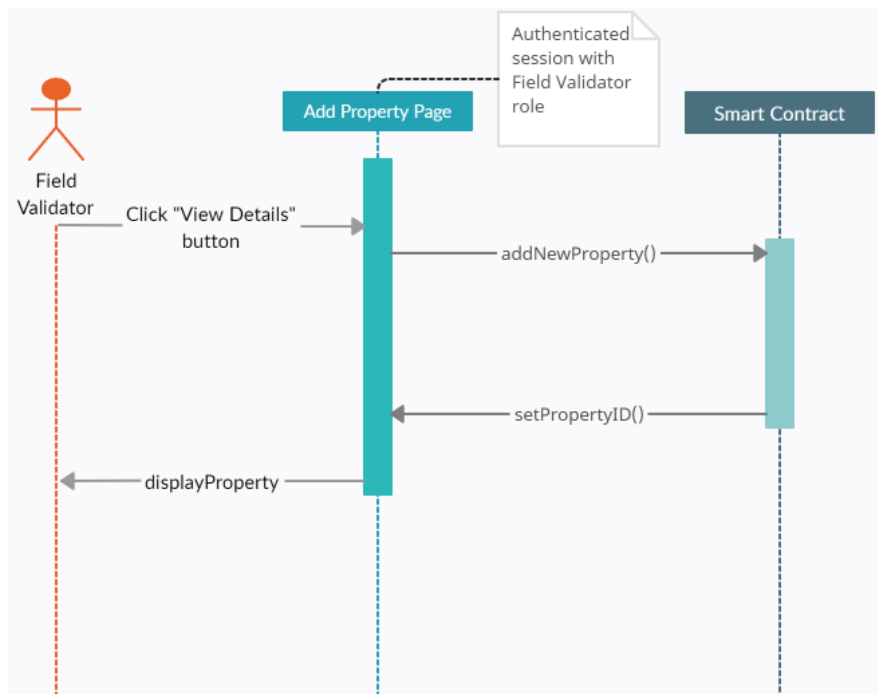 Authenticated
session with
Field Validator
role
Add Property Page
Smart Contract
Field
Validator
Click "View Details"
button
addNewProperty()
setPropertyID()
displayProperty